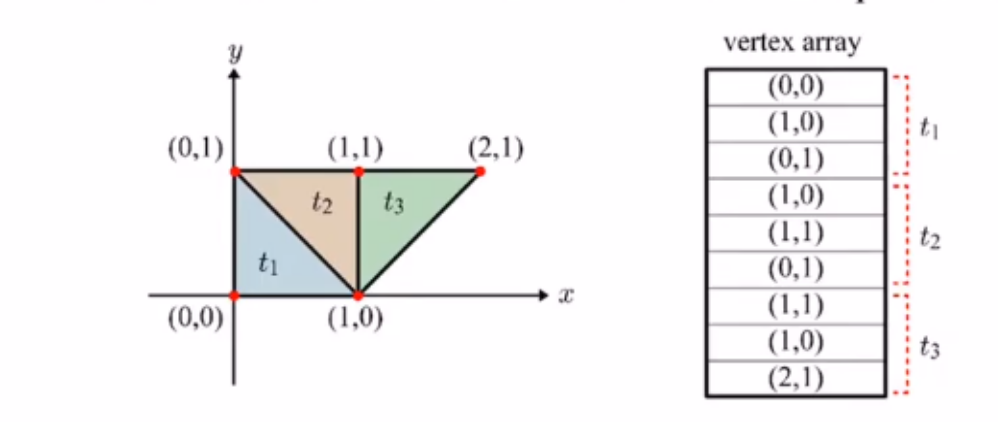 vertex array
y
(0,1)
(1,1)
(2,1)
t2
t3
t1
x
(0,0)
(1,0)
(0,0)
(1,0)
(0,1)
(1,0)
(1,1)
(0,1)
(1,1)
(1,0)
(2,1)
t1
t2
t3